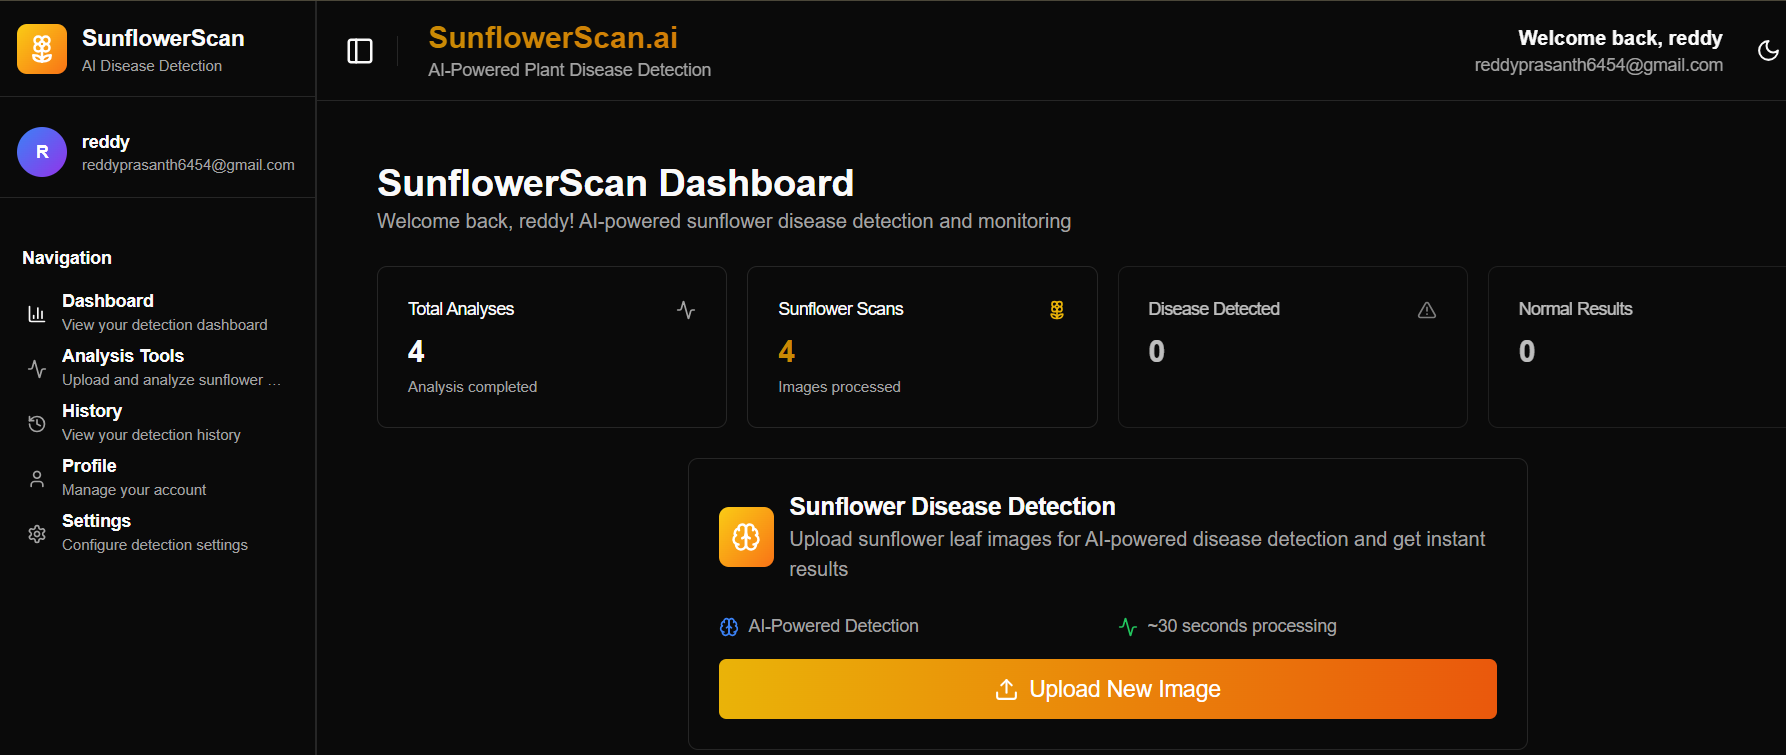 SunflowerScan
AI Disease Detection
R
reddy
reddyprasanth6454@gmail.com
Navigation
Dashboard
View your detection dashboard
Analysis Tools
Upload and analyze sunflower ...
History
View your detection history
Profile
Manage your account
Settings
Configure detection settings
SunflowerScan.ai
AI-Powered Plant Disease Detection
Welcome back, reddy
reddyprasanth6454@gmail.com
SunflowerScan Dashboard
Welcome back, reddy! AI-powered sunflower disease detection and monitoring
Total Analyses
4
Analysis completed
Sunflower Scans
4
Images processed
Disease Detected
0
Normal Results
0
Sunflower Disease Detection
Upload sunflower leaf images for AI-powered disease detection and get instant
results
AI-Powered Detection
~30 seconds processing
Upload New Image